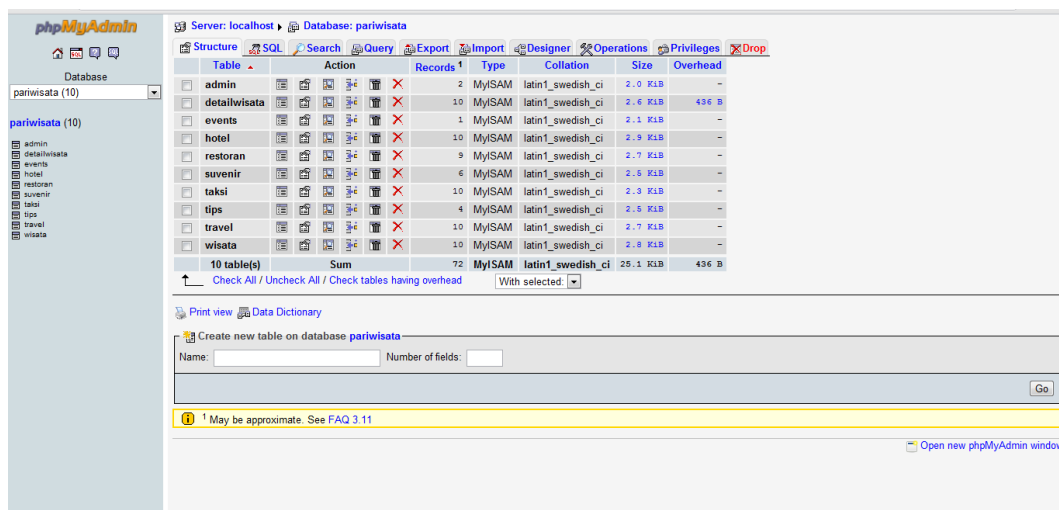 phpMyAdmin
Database
pariwisata (10)
pariwisata (10)
admin
detailwisata
events
hotel
restoran
suvenir
taksi
tips
travel
wisata
Server: localhost Database: pariwisata
Structure SQL Search Query Export Import Designer Operations Privileges Drop
Table Action Records 1 Type Collation Size Overhead
admin 2 MyISAM latin1_swedish_ci 2.0 KiB -
detailwisata 10 MyISAM latin1_swedish_ci 2.6 KiB 436 B
events 1 MyISAM latin1_swedish_ci 2.1 KiB -
hotel 10 MyISAM latin1_swedish_ci 2.9 KiB -
restoran 9 MyISAM latin1_swedish_ci 2.7 KiB -
suvenir 6 MyISAM latin1_swedish_ci 2.5 KiB -
taksi 10 MyISAM latin1_swedish_ci 2.3 KiB -
tips 4 MyISAM latin1_swedish_ci 2.5 KiB -
travel 10 MyISAM latin1_swedish_ci 2.7 KiB -
wisata 10 MyISAM latin1_swedish_ci 2.8 KiB -
10 table(s) Sum 72 MyISAM latin1_swedish_ci 25.1 KiB 436 B
Check All / Uncheck All / Check tables having overhead With selected:
Print view Data Dictionary
Create new table on database pariwisata
Name: Number of fields:
Go
1 May be approximate. See FAQ 3.11
Open new phpMyAdmin window